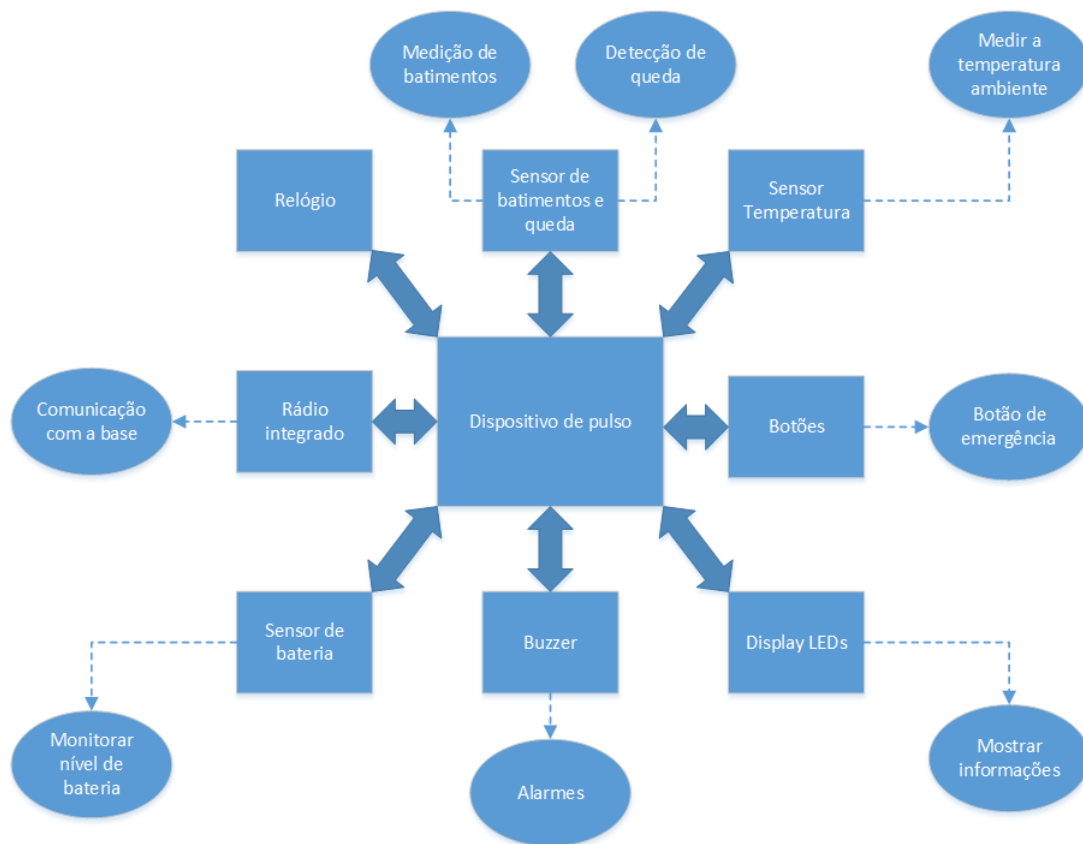 Medição de
batimentos
Detecção de
queda
Medir a
temperatura
ambiente
Relógio
Sensor de
batimentos e
queda
Sensor
Temperatura
Comunicação
com a base
Rádio
integrado
Dispositivo de pulso
Botões
Botão de
emergência
Sensor de
bateria
Buzzer
Display LEDs
Monitorar
nível de
bateria
Alarmes
Mostrar
informações